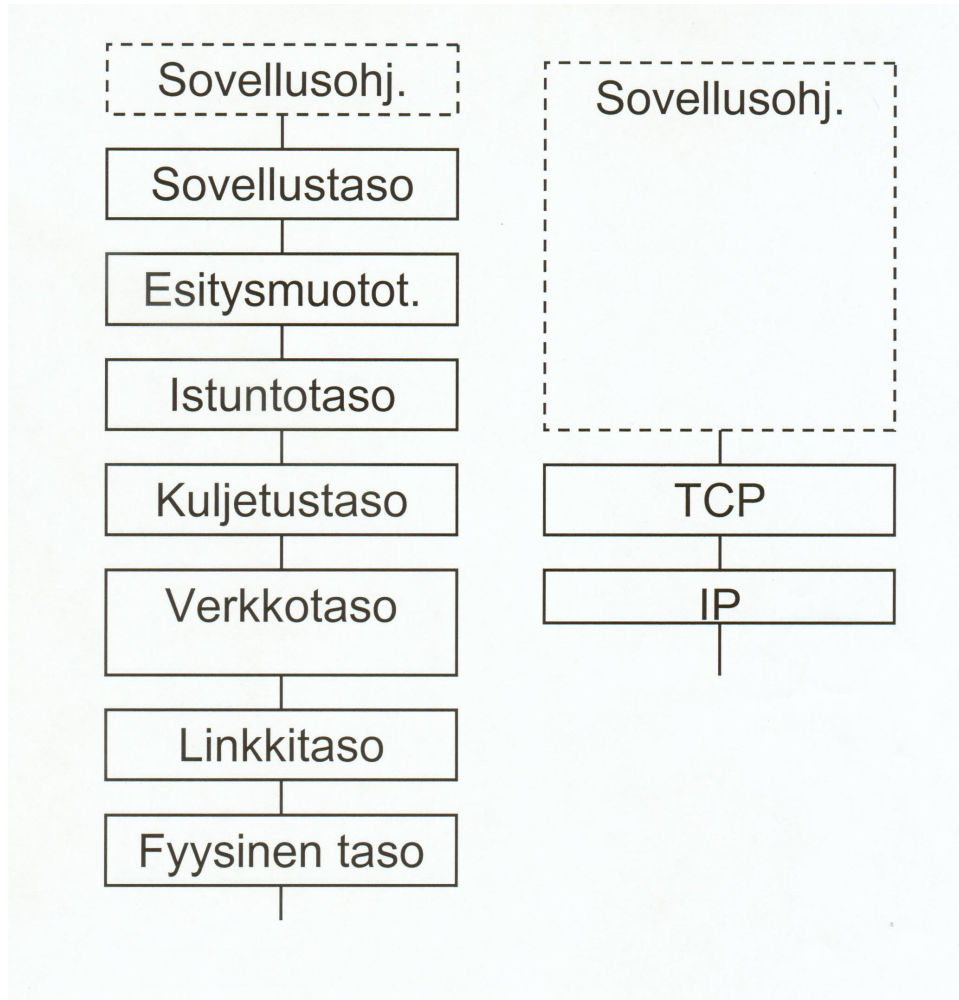 Sovellusohj.
Sovellustaso
Esitysmuotot.
Istuntotaso
Kuljetustaso
Verkkotaso
Linkkitaso
Fyysinen taso
Sovellusohj.
TCP
IP